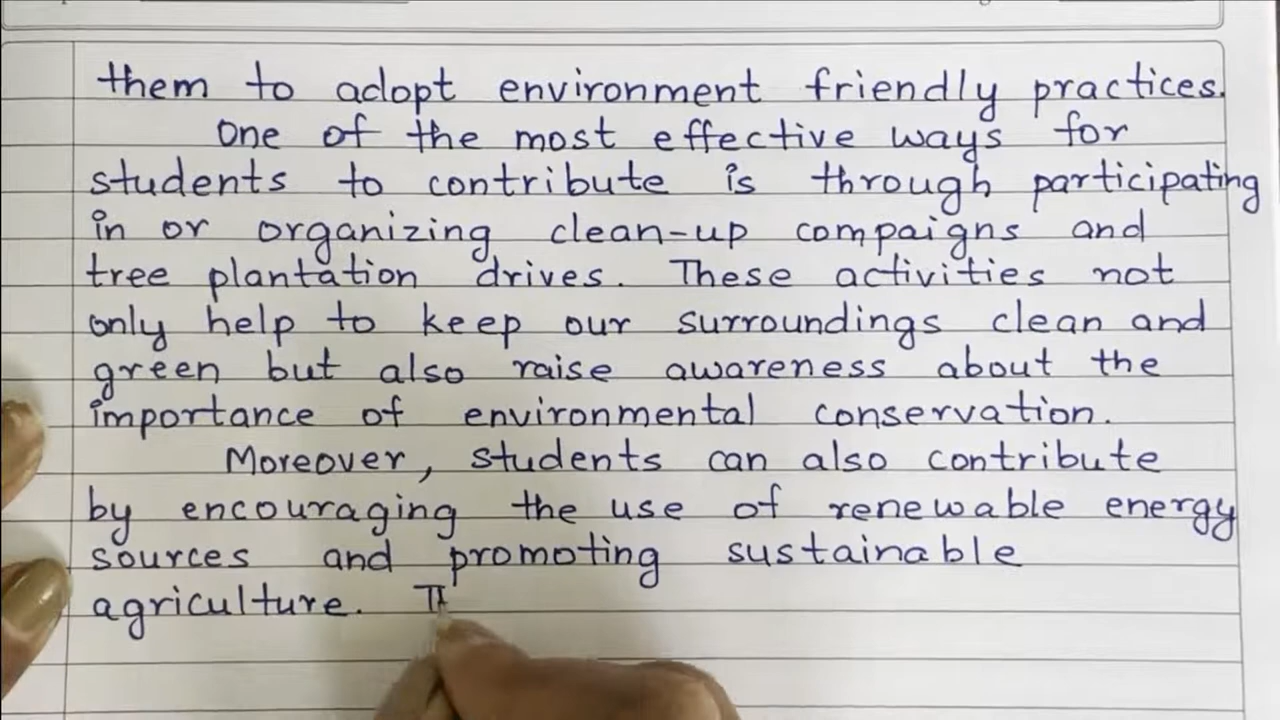 them to adopt environment friendly practices.
One of the most effective ways for
students to contribute is through participating
in or organizing clean-up compaigns and
tree plantation drives. These activities not
only help to keep our surroundings clean and
green but also raise awareness about the
importance of environmental conservation.
Moreover, students can also contribute
by encouraging the use of renewable energy
sources and promoting sustainable
agriculture.